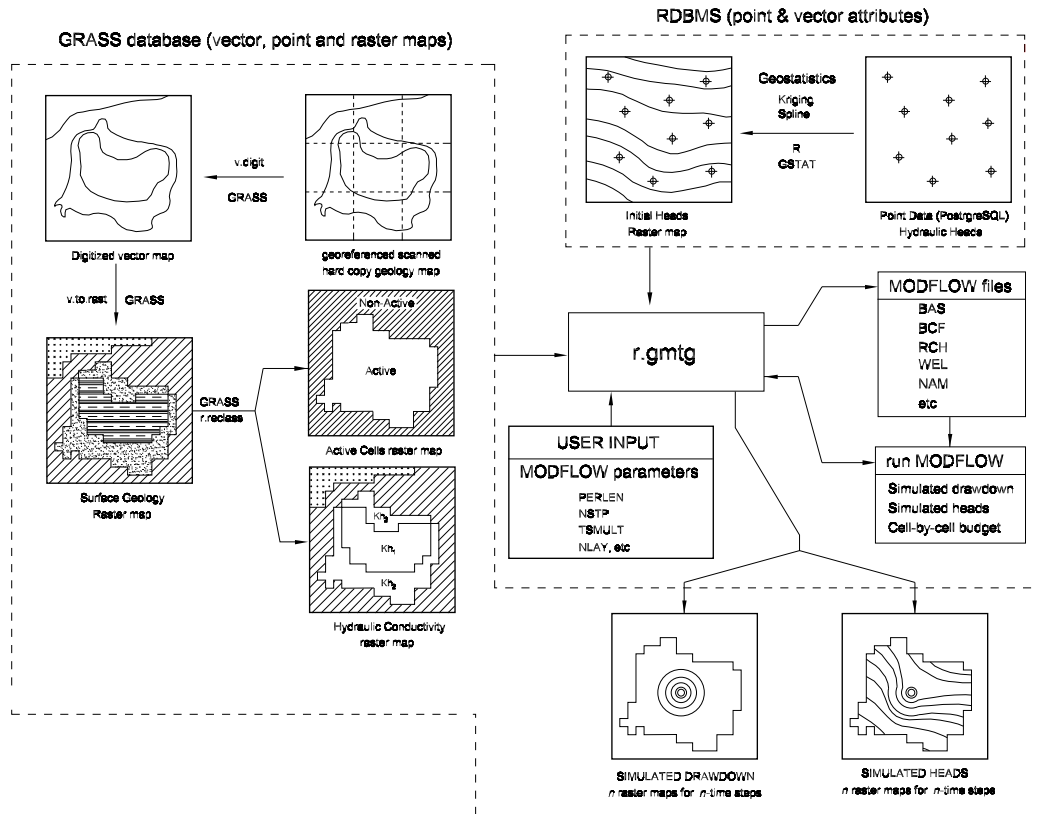 RDBMS (point & vector attributes)
GRASS database (vector, point and raster maps)
Geostatistics
Kriging
Spline
R
GSTAT
Initial Heads
Raster map
Point Data (PostrgreSQL)
Hydraulic Heads
v.digit
GRASS
Digitized vector map
georeferenced scanned
hard copy geology map
v.to.rast
GRASS
Non-Active
Active
Active Cells raster map
GRASS
r.reclass
Surface Geology
Raster map
Kh3
Kh1
Kh2
Hydraulic Conductivity
raster map
r.gmtg
MODFLOW files
BAS
BCF
RCH
WEL
NAM
etc
USER INPUT
MODFLOW parameters
PERLEN
NSTP
TSMULT
NLAY, etc
run MODFLOW
Simulated drawdown
Simulated heads
Cell-by-cell budget
SIMULATED DRAWDOWN
n raster maps for n-time steps
SIMULATED HEADS
n raster maps for n-time steps